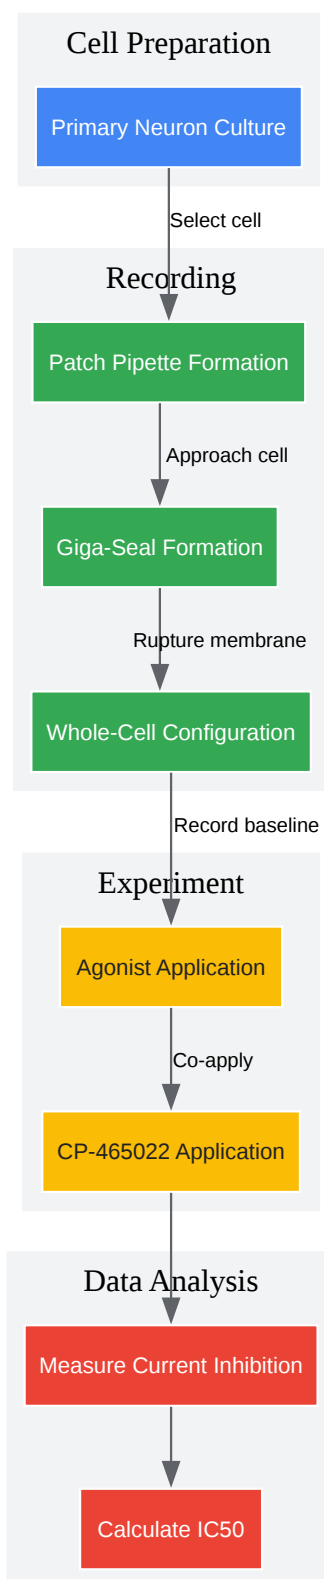 Cell Preparation
Primary Neuron Culture
Select cell
Recording
Patch Pipette Formation
Approach cell
Giga-Seal Formation
Rupture membrane
Whole-Cell Configuration
Record baseline
Experiment
Agonist Application
Co-apply
CP-465022 Application
Data Analysis
Measure Current Inhibition
Calculate IC50